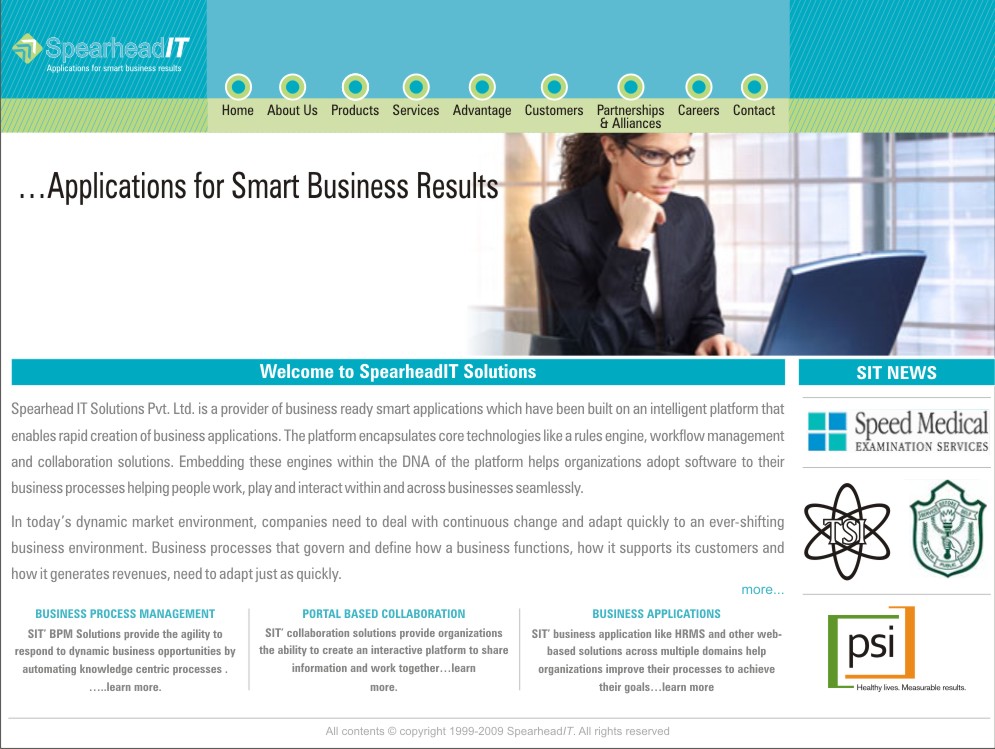 SpearheadIT
Applications for smart business results
Home About Us Products Services Advantage Customers Partnerships & Alliances Careers Contact
…Applications for Smart Business Results
Welcome to SpearheadIT Solutions
Spearhead IT Solutions Pvt. Ltd. is a provider of business ready smart applications which have been built on an intelligent platform that
enables rapid creation of business applications. The platform encapsulates core technologies like a rules engine, workflow management
and collaboration solutions. Embedding these engines within the DNA of the platform helps organizations adopt software to their
business processes helping people work, play and interact within and across businesses seamlessly.
In today's dynamic market environment, companies need to deal with continuous change and adapt quickly to an ever-shifting
business environment. Business processes that govern and define how a business functions, how it supports its customers and
how it generates revenues, need to adapt just as quickly.
more...
BUSINESS PROCESS MANAGEMENT
SIT' BPM Solutions provide the agility to
respond to dynamic business opportunities by
automating knowledge centric processes .
…..learn more.
PORTAL BASED COLLABORATION
SIT' collaboration solutions provide organizations
the ability to create an interactive platform to share
information and work together…learn
more.
BUSINESS APPLICATIONS
SIT' business application like HRMS and other web-
based solutions across multiple domains help
organizations improve their processes to achieve
their goals…learn more
SIT NEWS
Speed Medical
EXAMINATION SERVICES
TSI
SERVICE BEFORE SELF
psi
Healthy lives. Measurable results.
All contents © copyright 1999-2009 SpearheadIT. All rights reserved